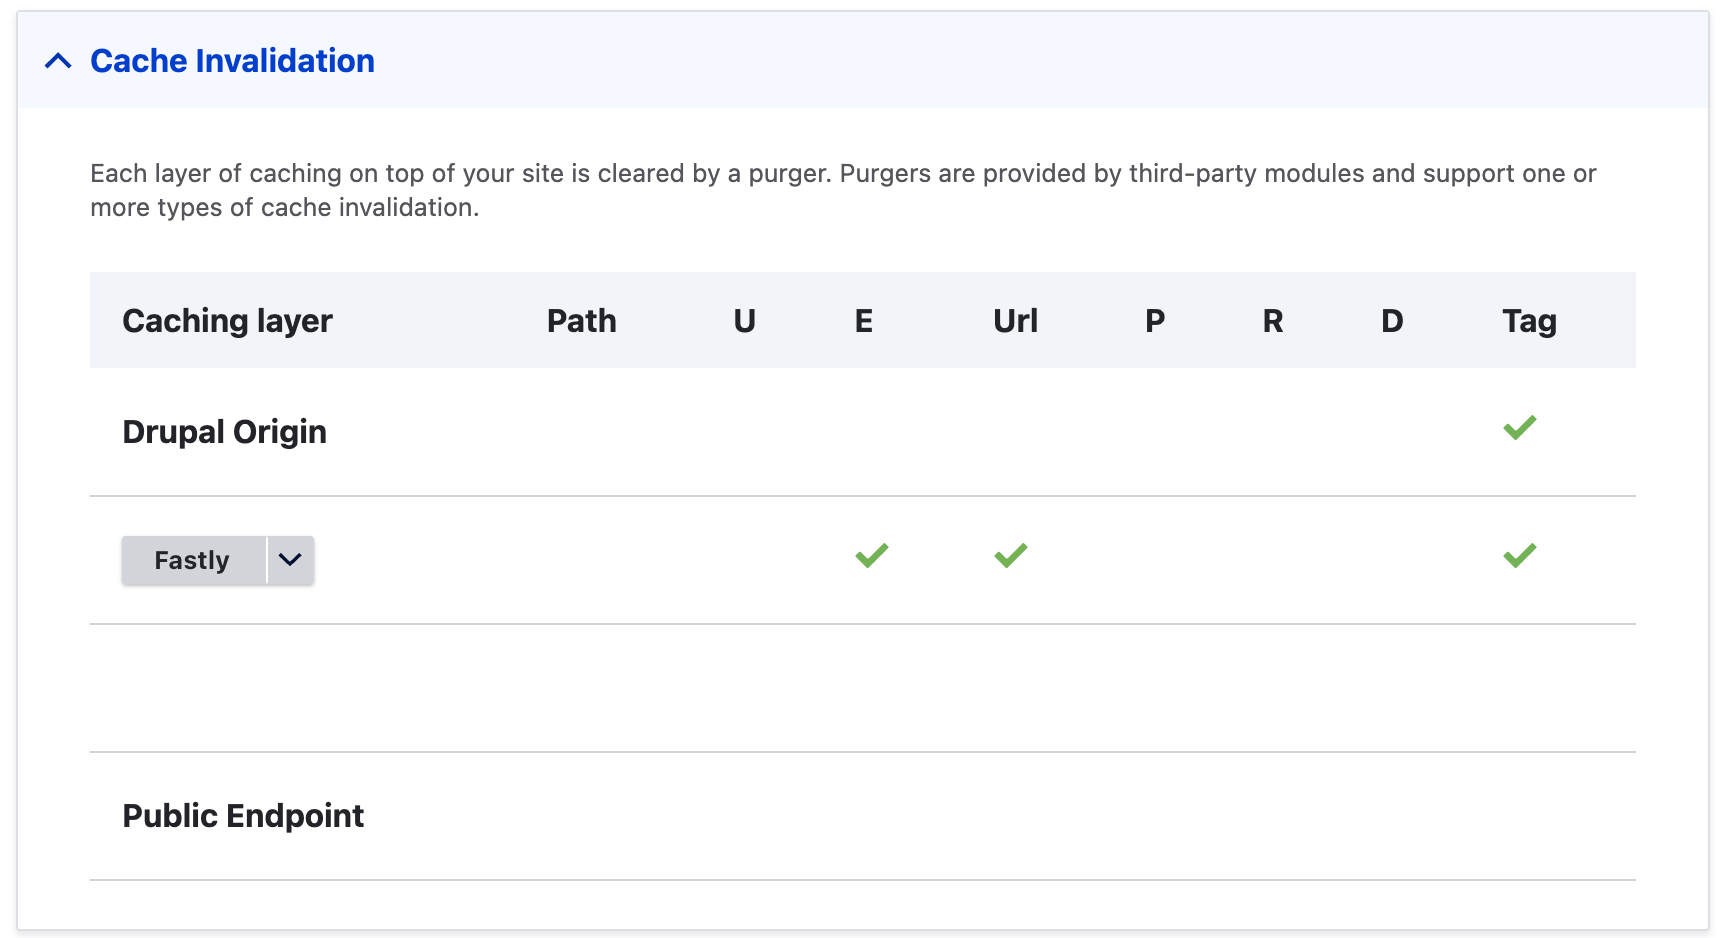 Cache Invalidation
Each layer of caching on top of your site is cleared by a purger. Purgers are provided by third-party modules and support one or
more types of cache invalidation.
Caching layer Path U E Url P R D Tag
Drupal Origin
Fastly
Public Endpoint